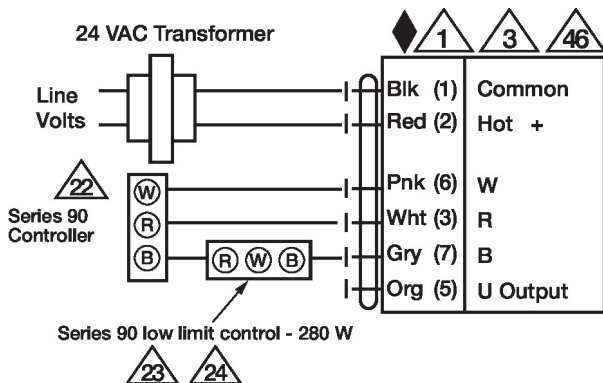 24 VAC Transformer
1 3 46
Line
Volts
Blk (1) Common
Red (2) Hot +
22
Series 90
Controller
W
R
B
Pnk (6) W
Wht (3) R
R W B
Gry (7) B
Org (5) U Output
Series 90 low limit control - 280 W
23 24